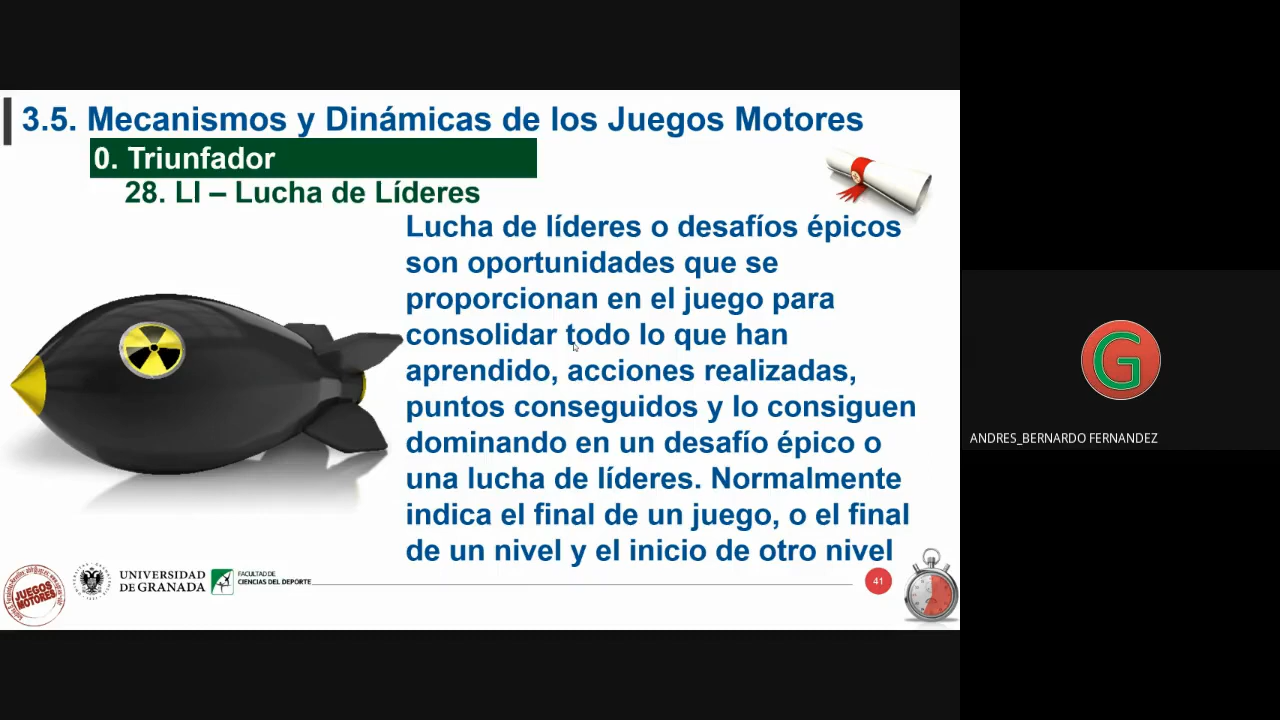 3.5. Mecanismos y Dinámicas de los Juegos Motores
0. Triunfador
28. LI – Lucha de Líderes
Lucha de líderes o desafíos épicos
son oportunidades que se
proporcionan en el juego para
consolidar todo lo que han
aprendido, acciones realizadas,
puntos conseguidos y lo consiguen
dominando en un desafío épico o
una lucha de líderes. Normalmente
indica el final de un juego, o el final
de un nivel y el inicio de otro nivel
JUEGOS
MOTORES
UNIVERSIDAD
DE GRANADA
FACULTAD DE
CIENCIAS DEL DEPORTE
41
G
ANDRES_BERNARDO FERNANDEZ